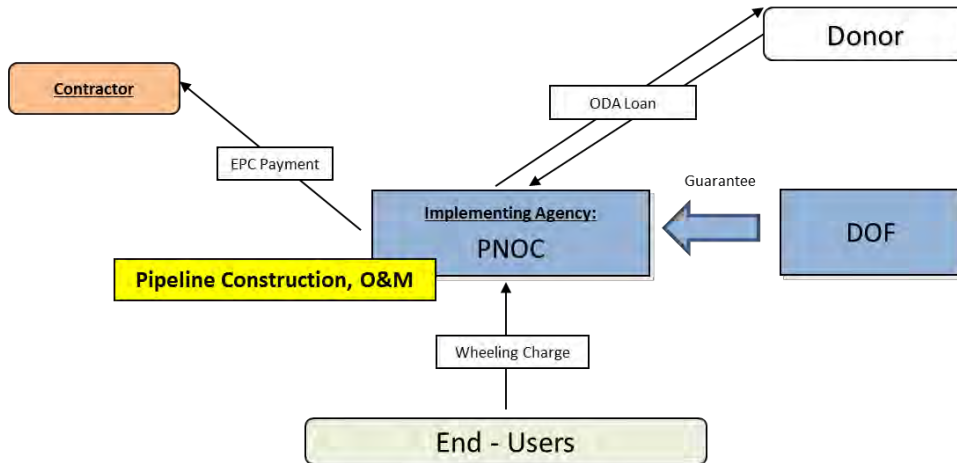 Donor
Contractor
ODA Loan
EPC Payment
Guarantee
Implementing Agency:
PNOC
DOF
Pipeline Construction, O&M
Wheeling Charge
End - Users